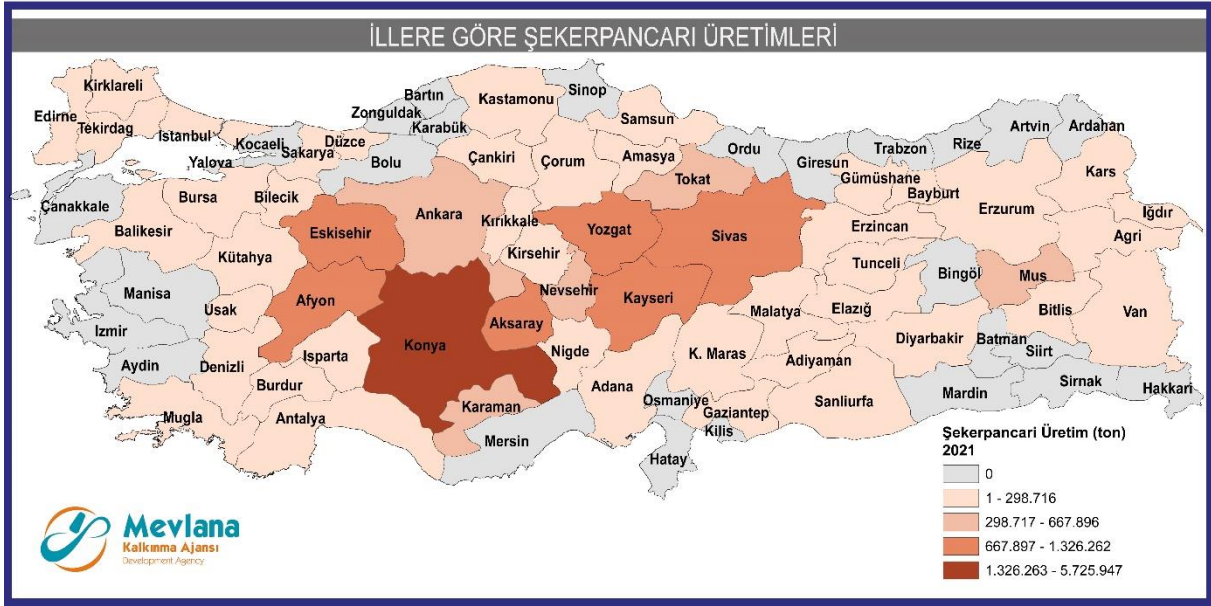 İLLERE GÖRE ŞEKERPANCARI ÜRETİMLERİ
Kirklareli
Edirne
Tekirdag
Istanbul
Kocaeli
Yalova
Sakarya
Düzce
Zonguldak
Bartın
Karabük
Bolu
Kastamonu
Sinop
Samsun
Çankiri
Çorum
Amasya
Tokat
Ordu
Giresun
Trabzon
Gümüshane
Bayburt
Rize
Artvin
Ardahan
Kars
Iğdır
Agri
Erzurum
Erzincan
Çanakkale
Balikesir
Bursa
Bilecik
Kütahya
Eskisehir
Ankara
Kırıkkale
Kirsehir
Yozgat
Sivas
Tunceli
Bingöl
Mus
Bitlis
Van
Manisa
Izmir
Usak
Afyon
Aydin
Denizli
Isparta
Burdur
Mugla
Antalya
Konya
Aksaray
Nevsehir
Kayseri
Nigde
Karaman
Mersin
Adana
K. Maras
Malatya
Elazığ
Adiyaman
Diyarbakir
Batman
Siirt
Sirnak
Hakkari
Mardin
Sanliurfa
Gaziantep
Kilis
Osmaniye
Hatay
Şekerpancari Üretim (ton)
2021
0
1 - 298.716
298.717 - 667.896
667.897 - 1.326.262
1.326.263 - 5.725.947
Mevlana
Kalkınma Ajansı
Development Agency